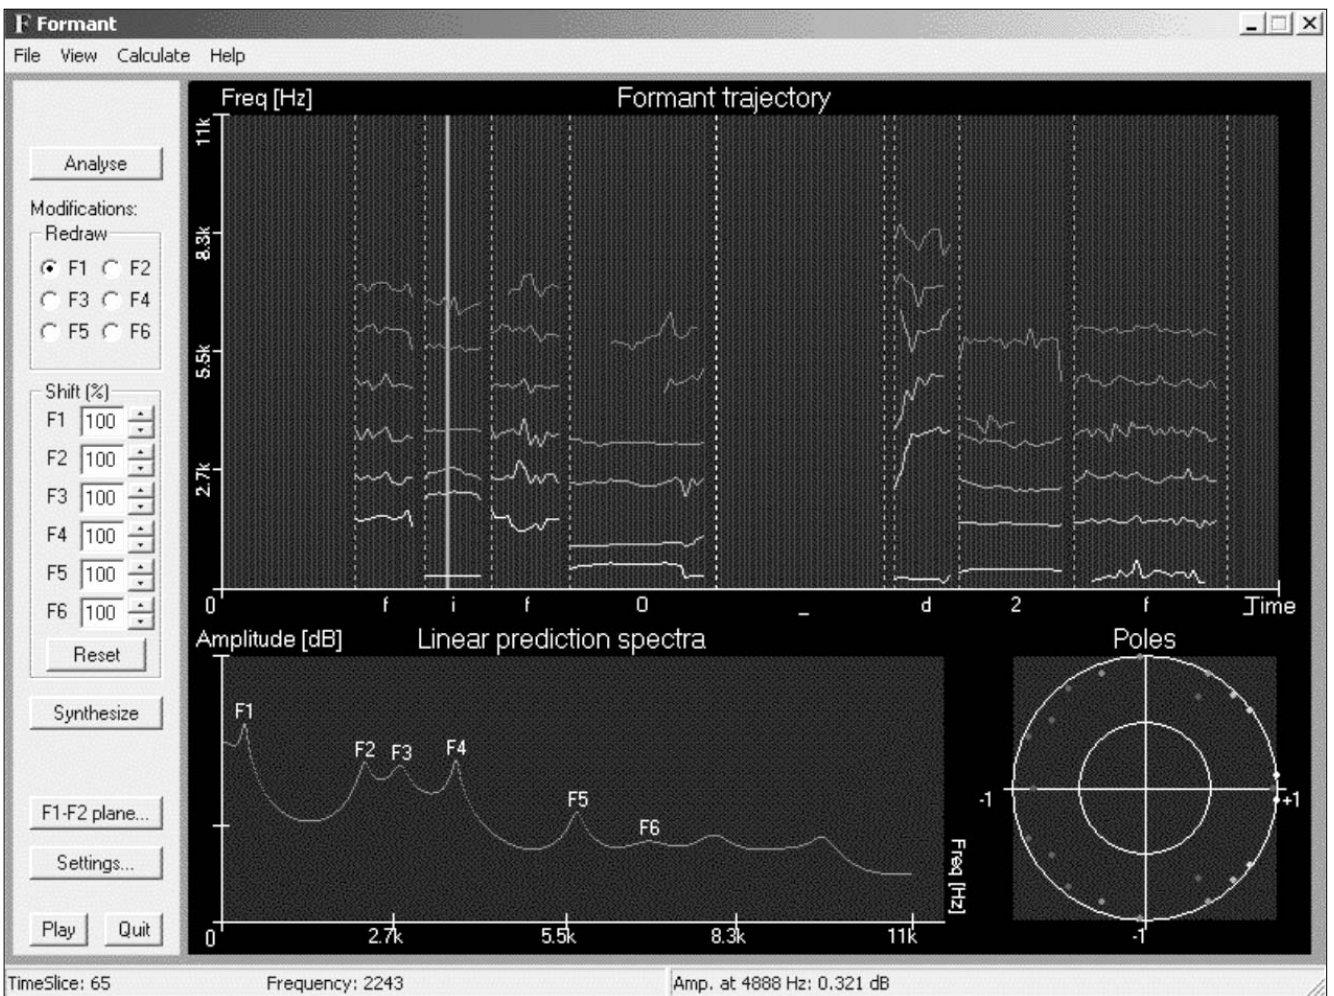 F Formant
File View Calculate Help
Analyse
Modifications:
Redraw
F1 F2
F3 F4
F5 F6
Shift (%)
F1 100
F2 100
F3 100
F4 100
F5 100
F6 100
Reset
Synthesize
F1-F2 plane...
Settings...
Play Quit
Freq [Hz] Formant trajectory
11k
8.3k
5.5k
2.7k
0 f i f O _ d 2 f Time
Amplitude [dB] Linear prediction spectra
F1
F2 F3 F4
F5
F6
Freq [Hz]
0 2.7k 5.5k 8.3k 11k
Poles
-1 +1
-1
TimeSlice: 65 Frequency: 2243 Amp. at 4888 Hz: 0.321 dB